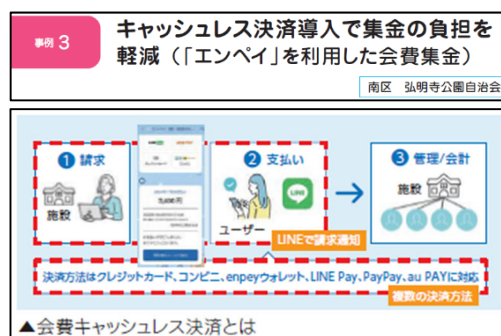 事例 3
キャッシュレス決済導入で集金の負担を
軽減（「エンペイ」を利用した会費集金）
南区　弘明寺公園自治会
1 請求
2 支払い
3 管理/会計
施設
ユーザー
LINE
施設
LINEで請求通知
決済方法はクレジットカード、コンビニ、enpeyウォレット、LINE Pay、PayPay、au PAYに対応
複数の決済方法
▲会費キャッシュレス決済とは